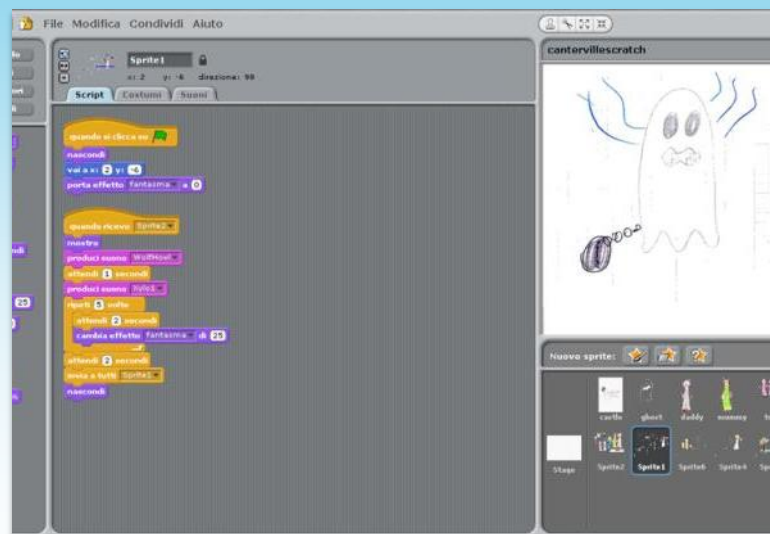 File Modifica Condividi Aiuto
Sprite1
x: 2 y: -6 direzione: 90
Script Costumi Suoni
cantervillescratch
quando si clicca su
nascondi
vai a x: 2 y: -6
porta effetto fantasma a 0
quando ricevo Sprite2
mostra
produci suono WolfHowl
attendi 1 secondi
produci suono
ripeti 5 volte
attendi 2 secondi
cambia effetto fantasma di 25
attendi 2 secondi
invia a tutti Sprite1
nascondi
25
Nuovo sprite:
castle ghost daddy mommy
Stage Sprite2 Sprite1 Sprite6 Sprite4